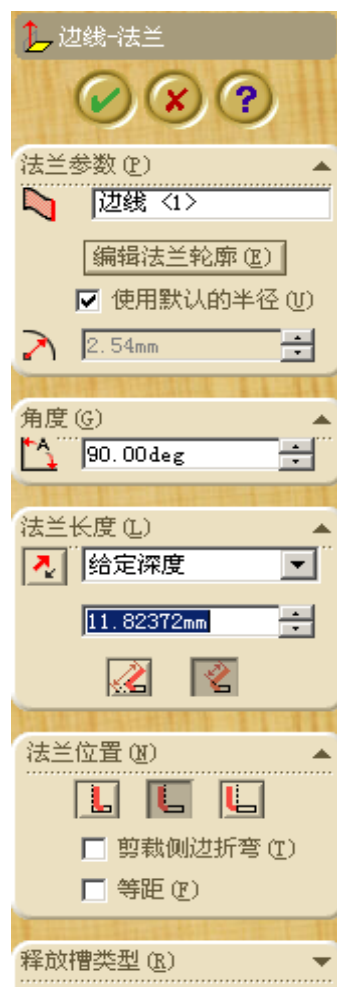 边线-法兰
?
法兰参数(P)
边线 <1>
编辑法兰轮廓(E)
使用默认的半径(U)
2.54mm
角度(G)
A
90.00deg
法兰长度(L)
给定深度
11.82372mm
法兰位置(N)
剪裁侧边折弯(T)
等距(F)
释放槽类型(R)